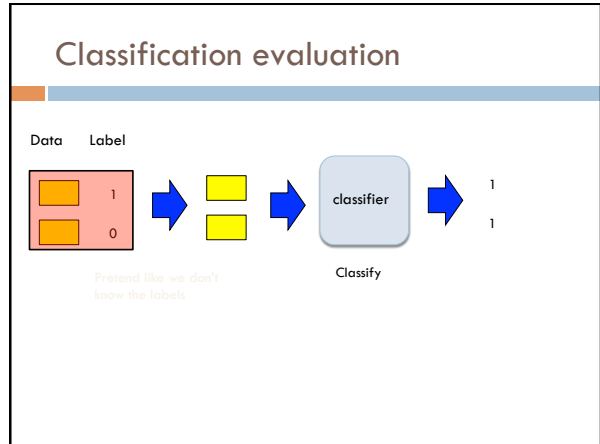 Classification evaluation
Data Label
1
0
classifier
1
1
Classify
Pretend like we don't
know the labels